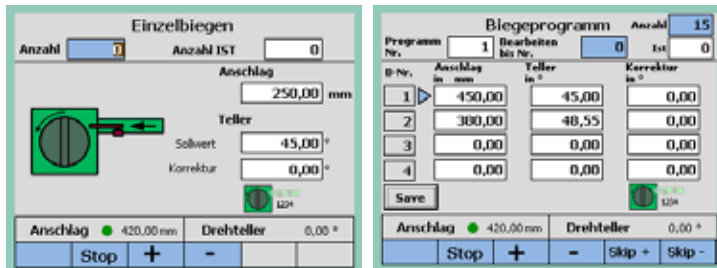 Einzelbiegen
Anzahl 0 Anzahl IST 0
Anschlag
250,00 mm
Teller
Sollwert 45,00 °
Korrektur 0,00 °
1234
Anschlag 420,00 mm Drehteller 0,00 °
Stop + -
Biegeprogramm Anzahl 15
Programm Nr. 1 Bearbeiten bis Nr. 0 Ist 0
B-Nr. Anschlag in mm Teller in ° Korrektur in °
1 450,00 45,00 0,00
2 380,00 48,55 0,00
3 0,00 0,00 0,00
4 0,00 0,00 0,00
Save
1234
Anschlag 420,00 mm Drehteller 0,00 °
Stop + - Skip + Skip -